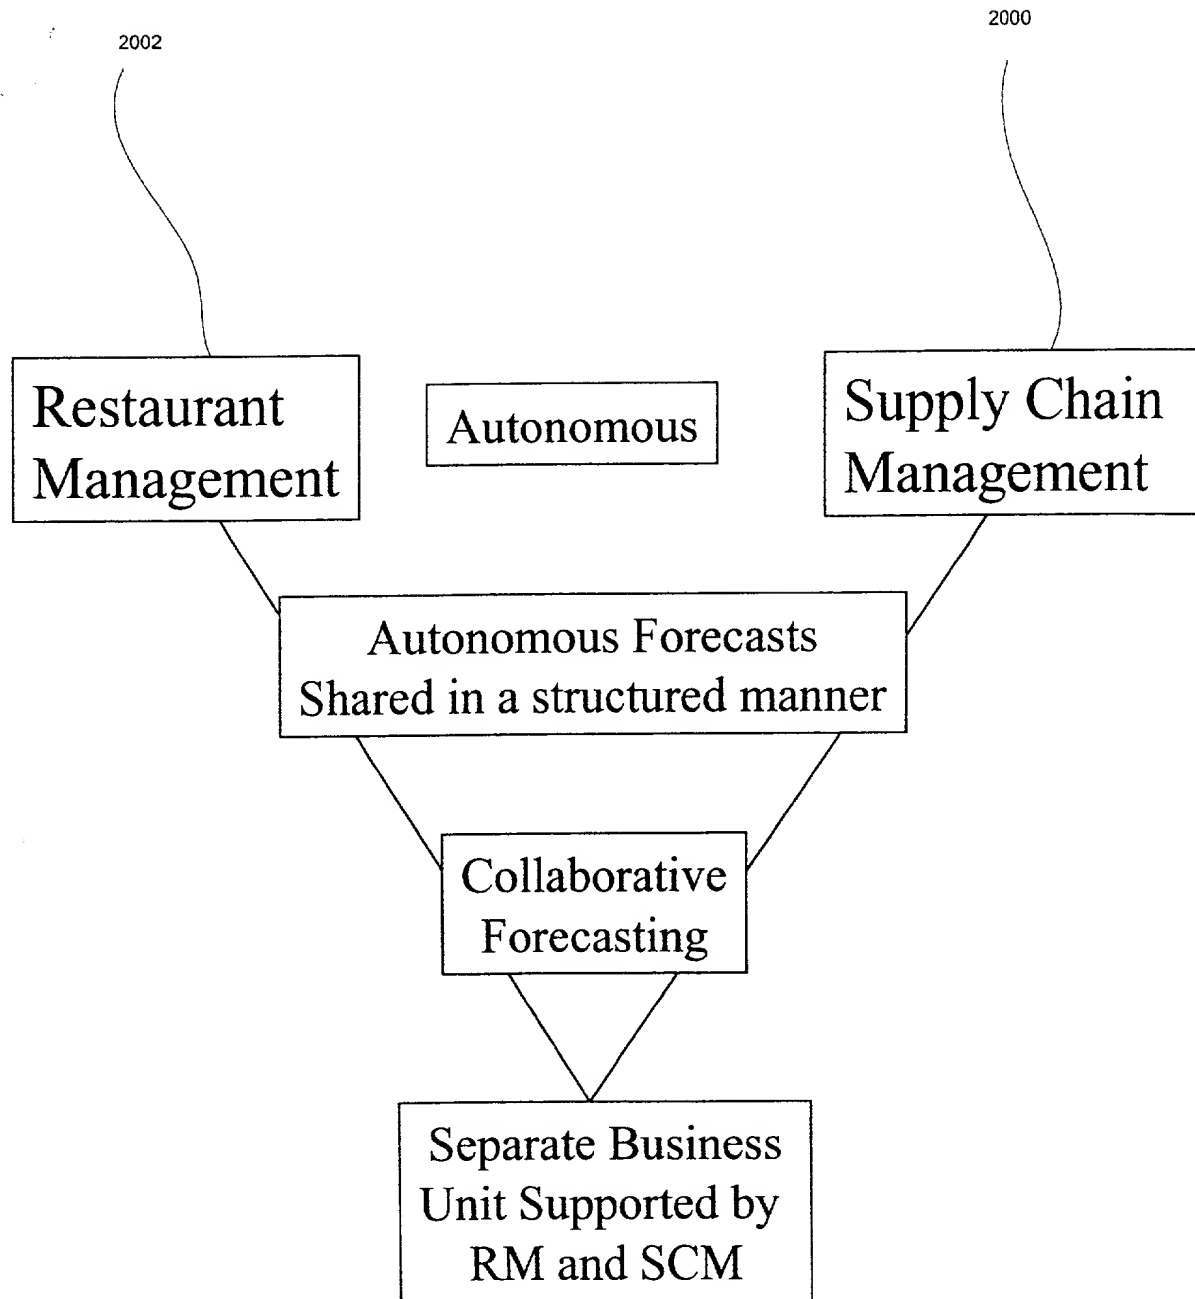 2002
2000
Restaurant
Management
Autonomous
Supply Chain
Management
Autonomous Forecasts
Shared in a structured manner
Collaborative
Forecasting
Separate Business
Unit Supported by
RM and SCM